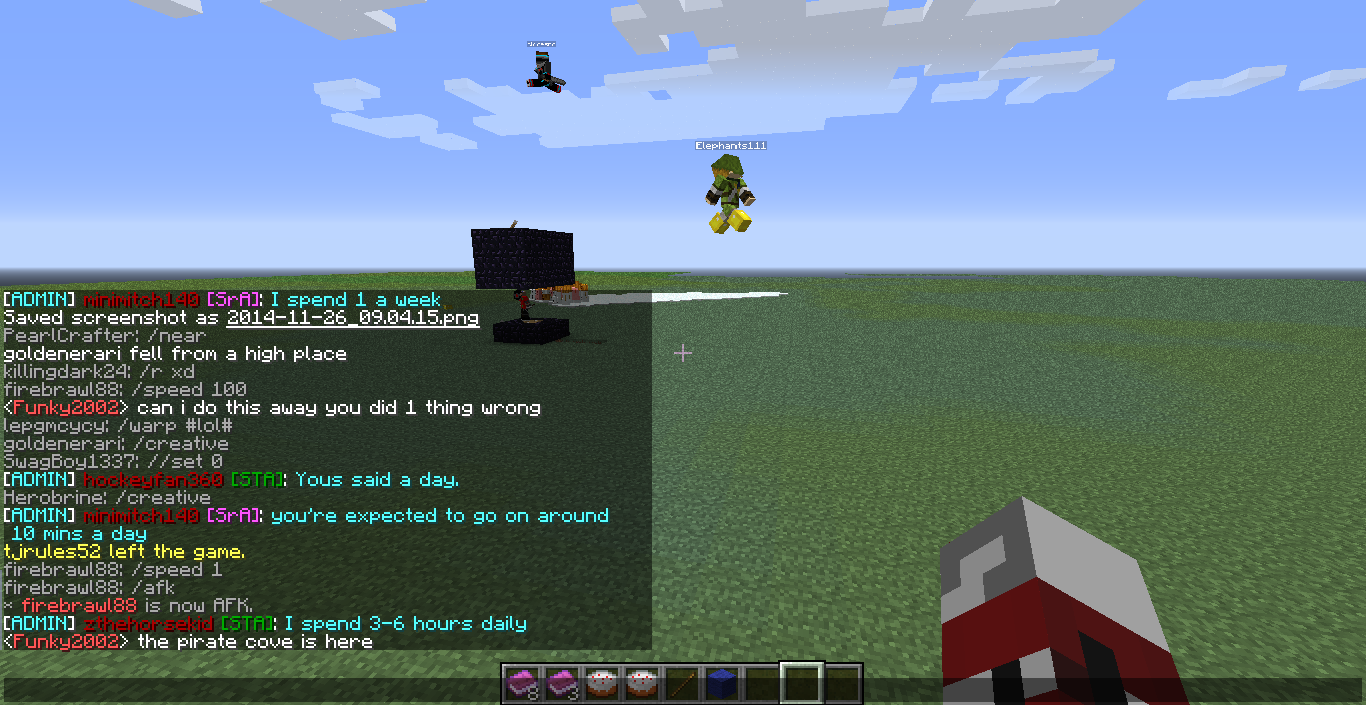 Elephants111
[ADMIN] minimitch140 [SrA]: I spend 1 a week
Saved screenshot as 2014-11-26_09.04.15.png
PearlCrafter: /near
goldenerari fell from a high place
killingdark24: /r xd
firebrawl88: /speed 100
<Funky2002> can i do this away you did 1 thing wrong
lepgmcycy: /warp #lol#
goldenerari: /creative
SwagBoy1337: //set 0
[ADMIN] hockeyfan360 [STA]: Yous said a day.
Herobrine: /creative
[ADMIN] minimitch140 [SrA]: you're expected to go on around
10 mins a day
tjrules52 left the game.
firebrawl88: /speed 1
firebrawl88: /afk
* firebrawl88 is now AFK.
[ADMIN] zthehorsekid [STA]: I spend 3-6 hours daily
<Funky2002> the pirate cove is here
8
3